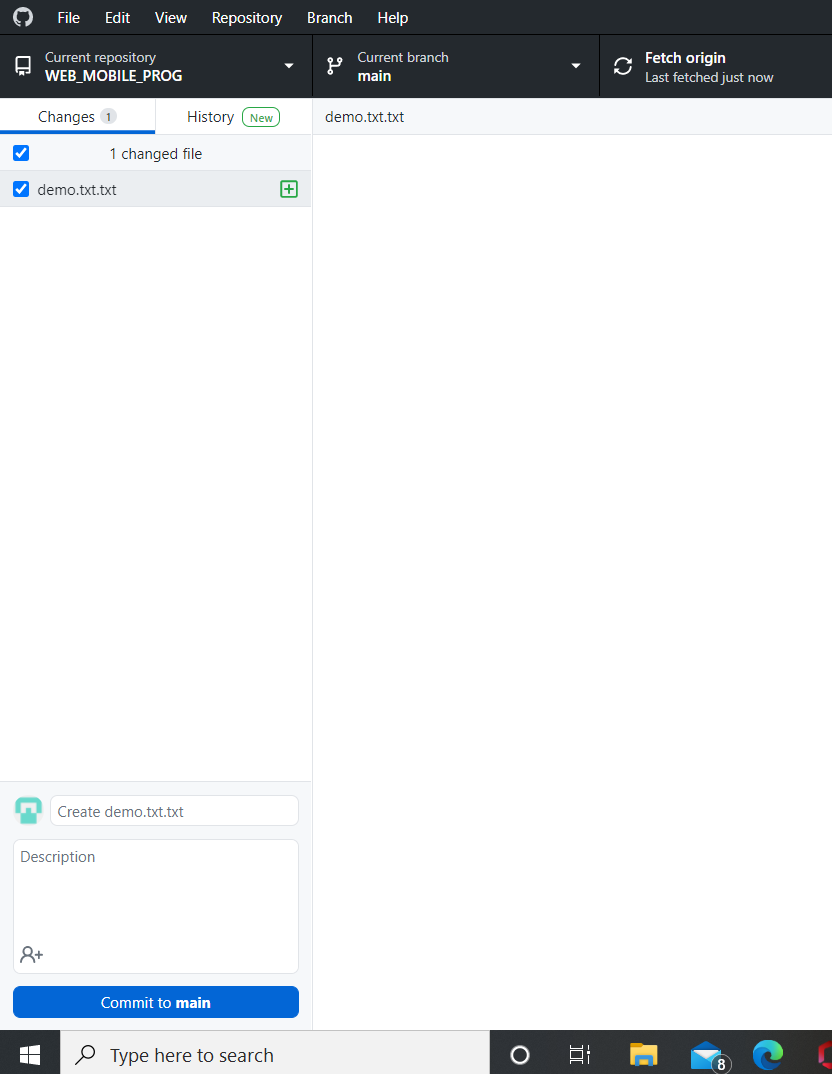 File Edit View Repository Branch Help
Current repository
WEB_MOBILE_PROG
Current branch
main
Fetch origin
Last fetched just now
Changes 1
History New
demo.txt.txt
1 changed file
demo.txt.txt
Create demo.txt.txt
Description
Commit to main
Type here to search
8